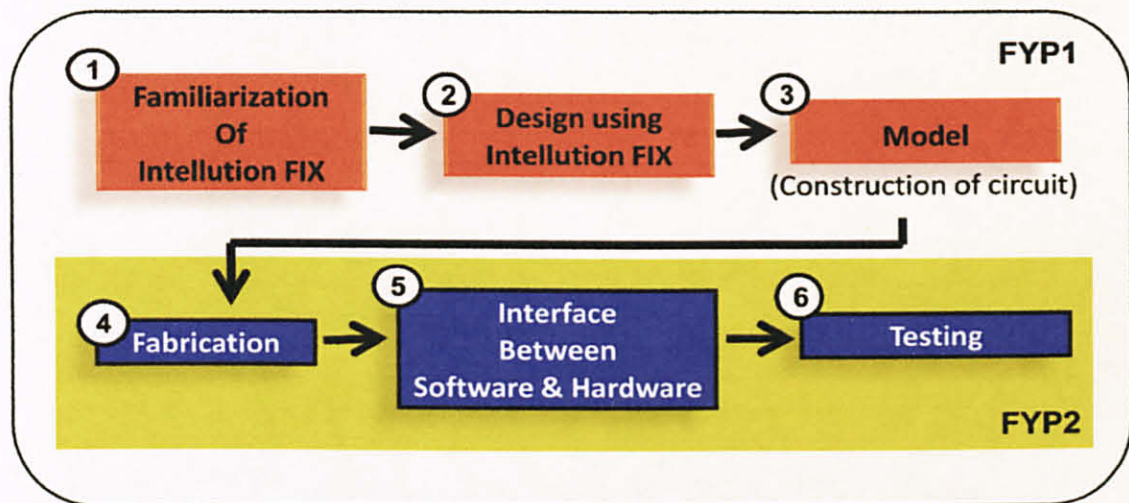 FYP1
1
Familiarization
Of
Intellution FIX
2
Design using
Intellution FIX
3
Model
(Construction of circuit)
4
Fabrication
5
Interface
Between
Software & Hardware
6
Testing
FYP2